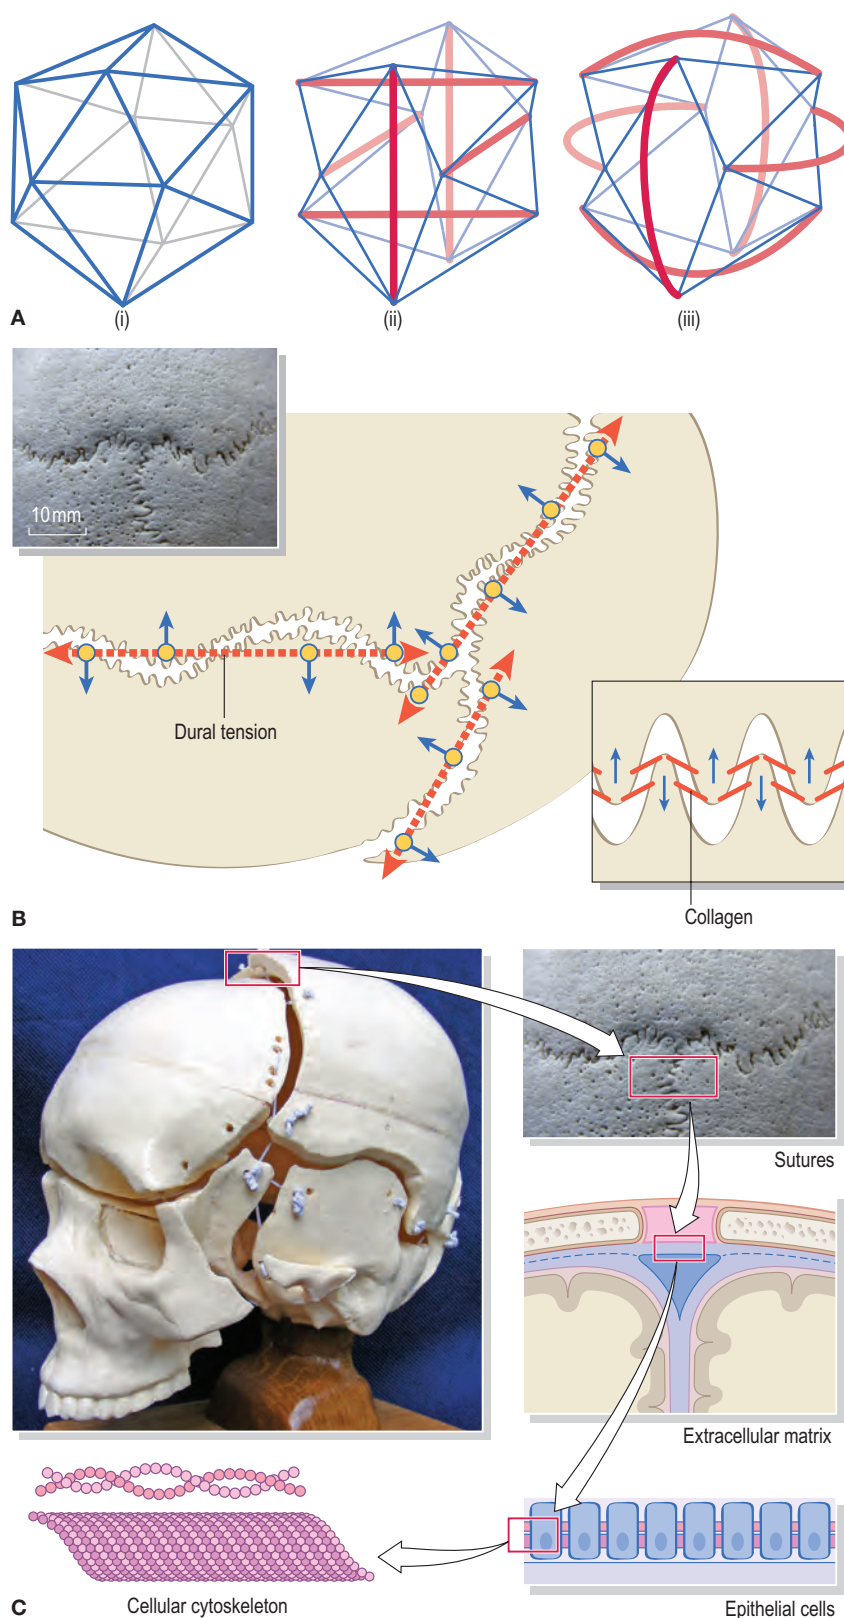 (i)
(ii)
(iii)
A
10 mm
Dural tension
Collagen
B
Sutures
Extracellular matrix
Cellular cytoskeleton
Epithelial cells
C